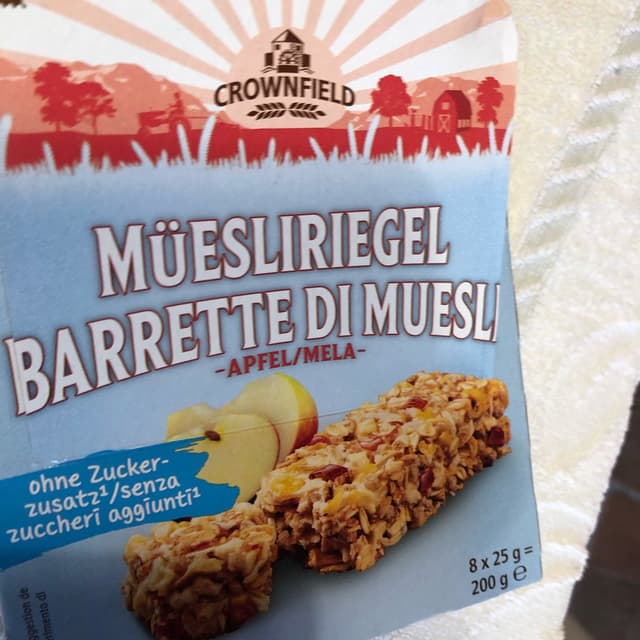 CROWNFIELD
MÜESLIRIEGEL
BARRETTE DI MUESLI
-APFEL/MELA-
ohne Zucker-
zusatz¹/senza
zuccheri aggiunti¹
8 x 25 g =
200 g e